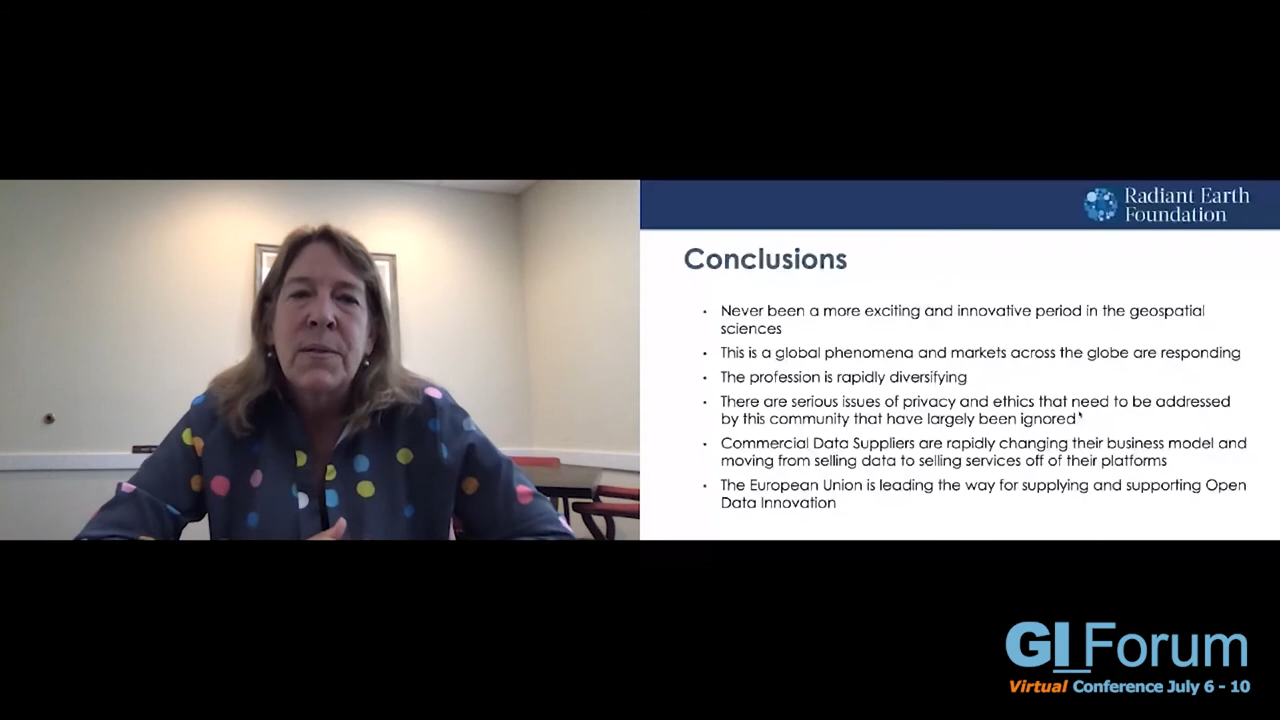 Radiant Earth
Foundation
Conclusions
• Never been a more exciting and innovative period in the geospatial
sciences
• This is a global phenomena and markets across the globe are responding
• The profession is rapidly diversifying
• There are serious issues of privacy and ethics that need to be addressed
by this community that have largely been ignored
• Commercial Data Suppliers are rapidly changing their business model and
moving from selling data to selling services off of their platforms
• The European Union is leading the way for supplying and supporting Open
Data Innovation
GI_Forum
Virtual Conference July 6 - 10